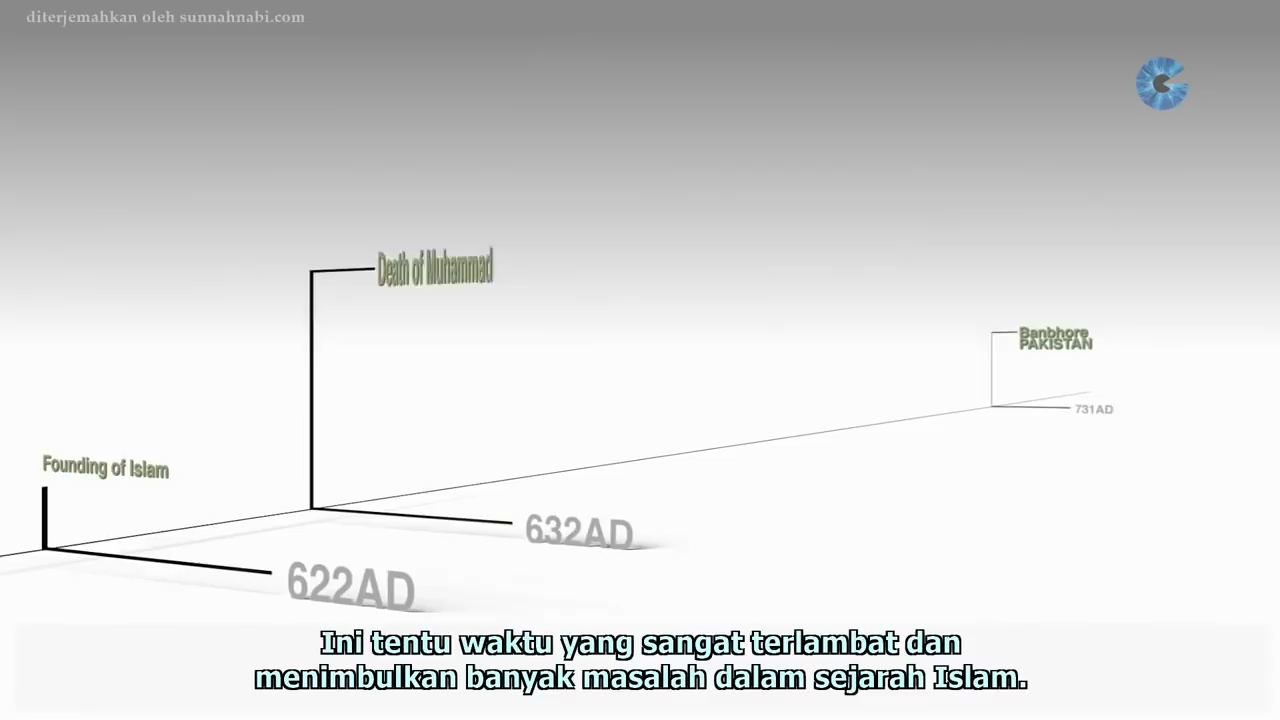 diterjemahkan oleh sunnahnabi.com
Death of Muhammad
Banbhore
PAKISTAN
731AD
Founding of Islam
632AD
622AD
Ini tentu waktu yang sangat terlambat dan
menimbulkan banyak masalah dalam sejarah Islam.